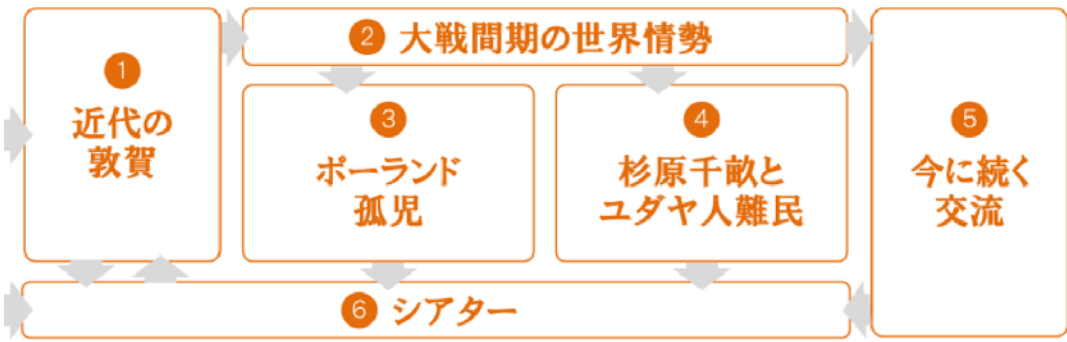 ① 近代の
敦賀
② 大戦間期の世界情勢
③ ポーランド
孤児
④ 杉原千畝と
ユダヤ人難民
⑤ 今に続く
交流
⑥ シアター